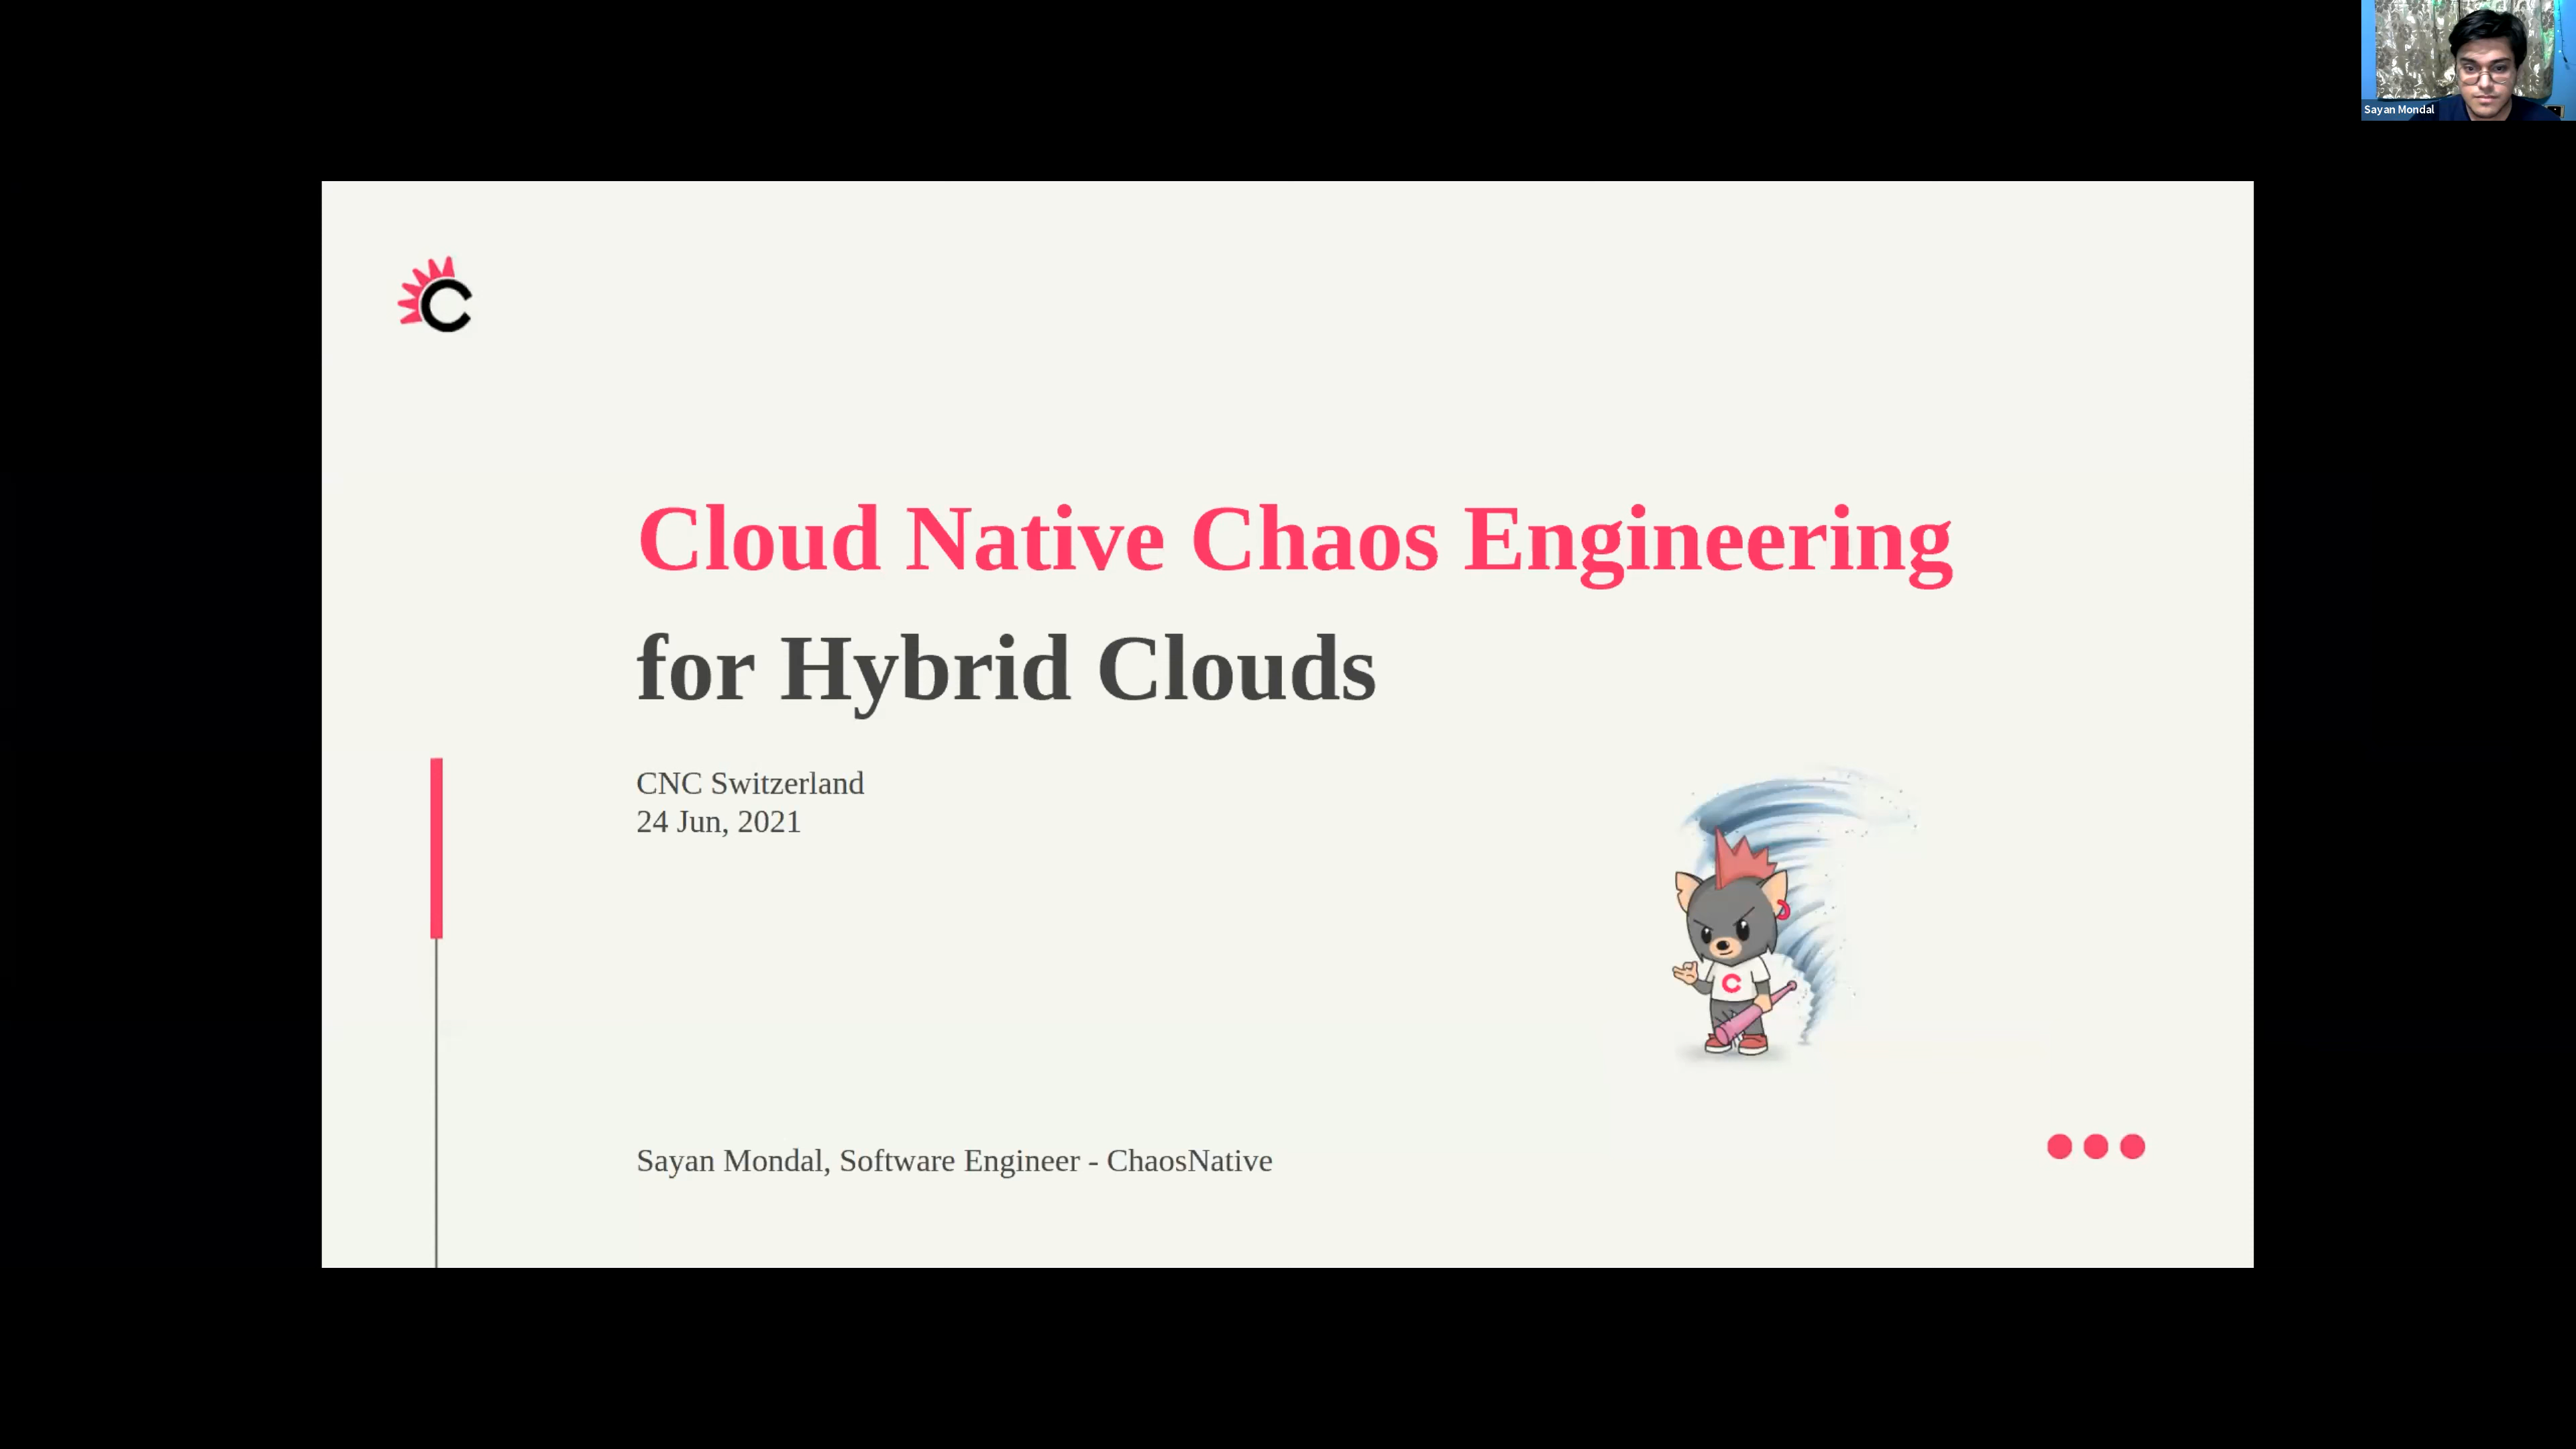 Sayan Mondal
C
Cloud Native Chaos Engineering
for Hybrid Clouds
CNC Switzerland
24 Jun, 2021
C
Sayan Mondal, Software Engineer - ChaosNative